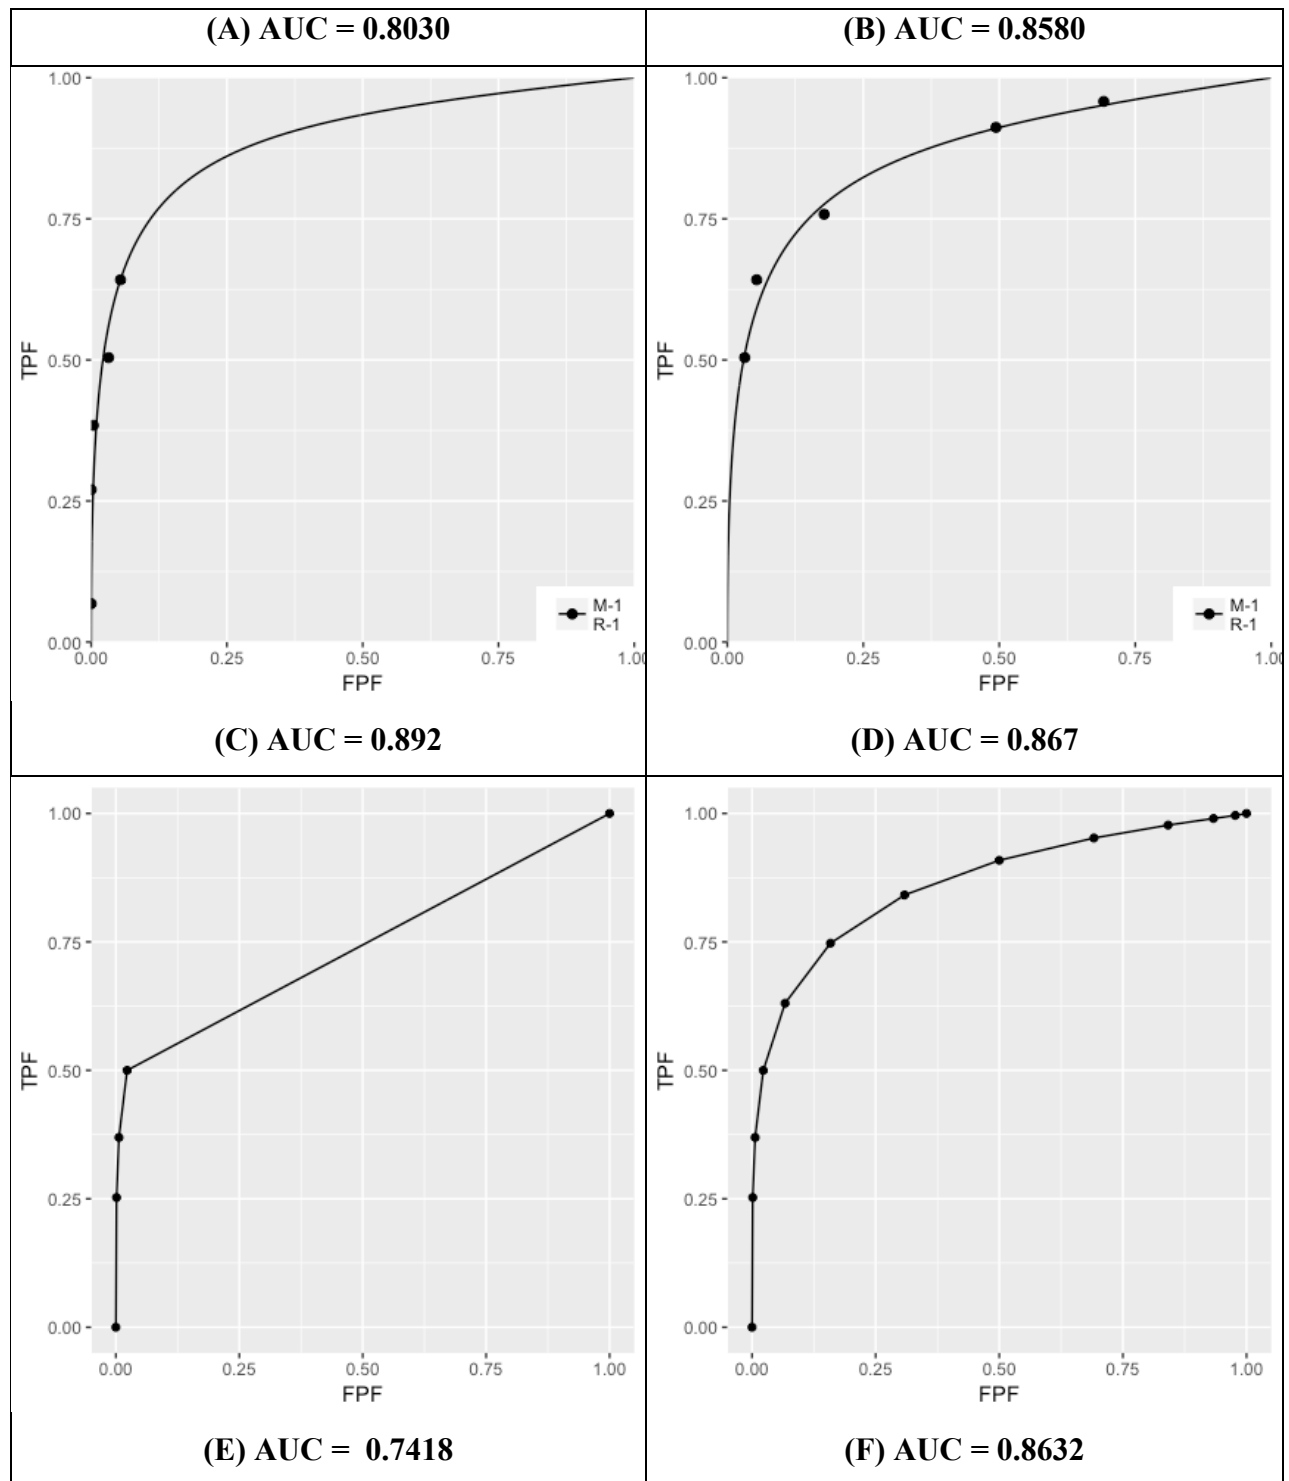 (A) AUC = 0.8030
(B) AUC = 0.8580
1.00
0.75
0.50
0.25
0.00
TPF
0.00 0.25 0.50 0.75 1.00
FPF
M-1
R-1
1.00
0.75
0.50
0.25
0.00
TPF
0.00 0.25 0.50 0.75 1.00
FPF
M-1
R-1
(C) AUC = 0.892
(D) AUC = 0.867
1.00
0.75
0.50
0.25
0.00
TPF
0.00 0.25 0.50 0.75 1.00
FPF
1.00
0.75
0.50
0.25
0.00
TPF
0.00 0.25 0.50 0.75 1.00
FPF
(E) AUC = 0.7418
(F) AUC = 0.8632